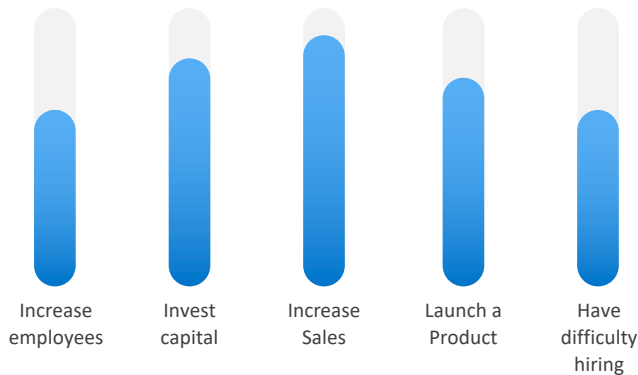 Increase
employees
Invest
capital
Increase
Sales
Launch a
Product
Have
difficulty
hiring